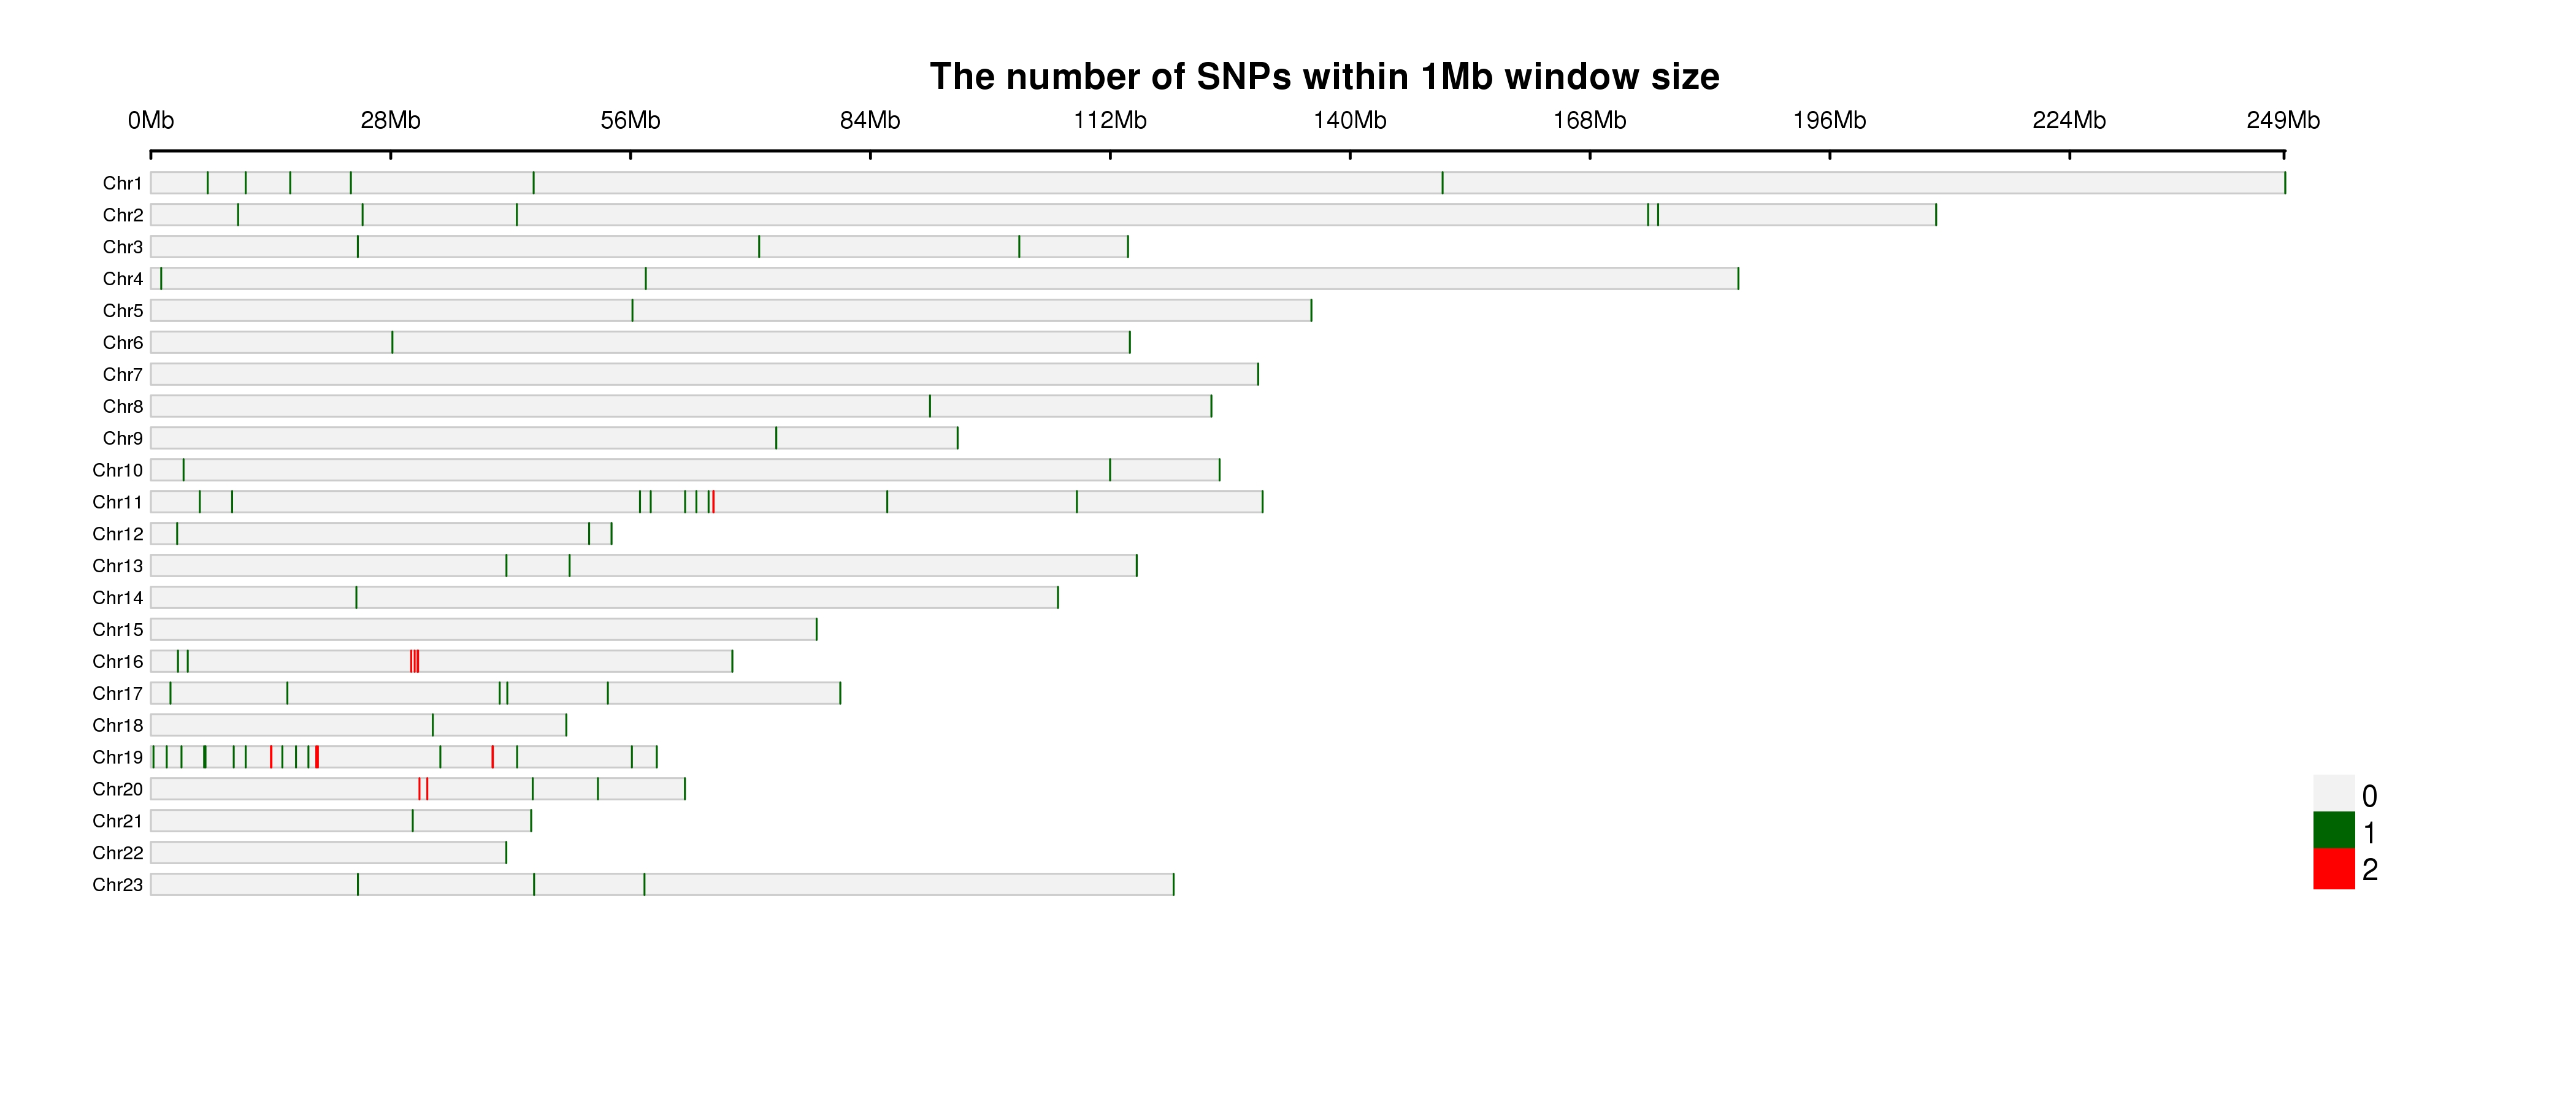 The number of SNPs within 1Mb window size
0Mb 28Mb 56Mb 84Mb 112Mb 140Mb 168Mb 196Mb 224Mb 249Mb
Chr1
Chr2
Chr3
Chr4
Chr5
Chr6
Chr7
Chr8
Chr9
Chr10
Chr11
Chr12
Chr13
Chr14
Chr15
Chr16
Chr17
Chr18
Chr19
Chr20
Chr21
Chr22
Chr23
0
1
2